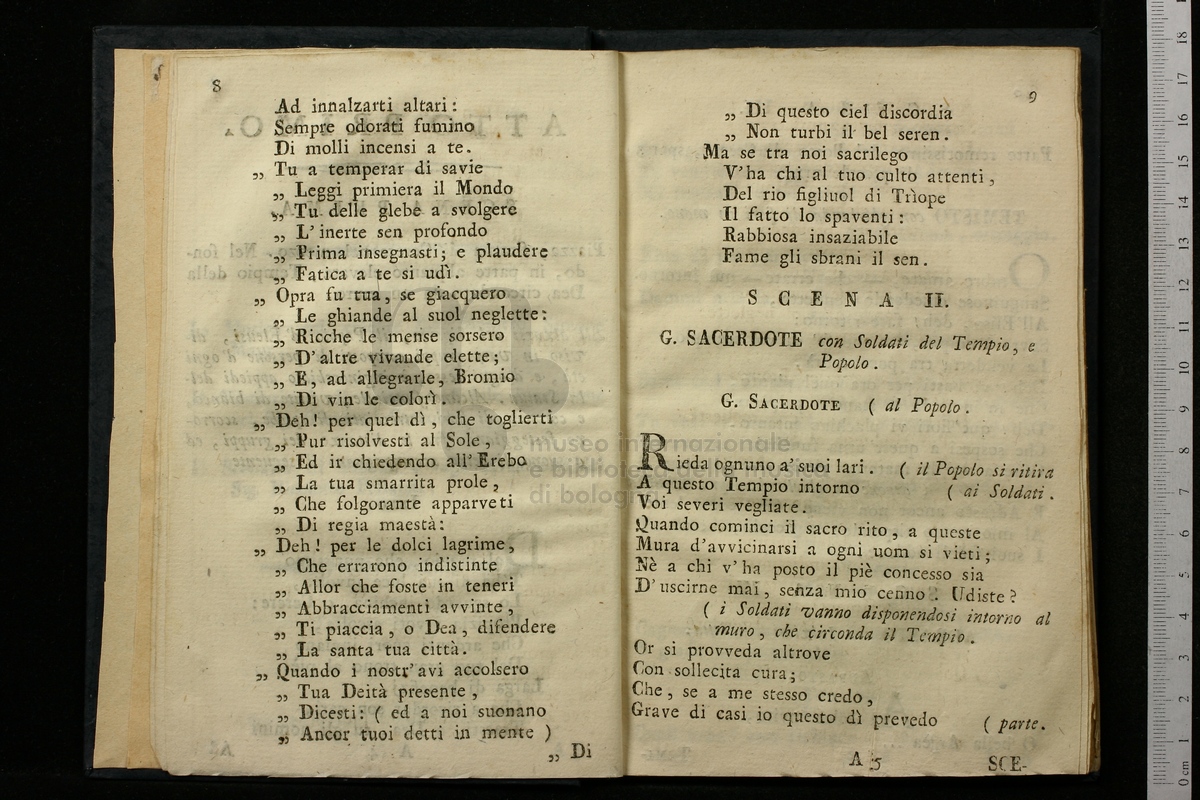 8
Ad innalzarti altari :
Sempre odorati fumino
Di molli incensi a te.
„ Tu a temperar di savie
„ Leggi primiera il Mondo
„ Tu delle glebe a svolgere
„ L' inerte sen profondo
„ Prima insegnasti; e plaudere
„ Fatica a te si udì.
„ Opra fu tua, se giacquero
„ Le ghiande al suol neglette:
„ Ricche le mense sorsero
„ D' altre vivande elette;
„ E, ad allegrarle, Bromio
„ Di vin le colorì.
„ Deh! per quel dì, che toglierti
„ Pur risolvesti al Sole,
„ Ed ir chiedendo all' Erebo
„ La tua smarrita prole,
„ Che folgorante apparveti
„ Di regia maestà:
„ Deh! per le dolci lagrime,
„ Che errarono indistinte
„ Allor che foste in teneri
„ Abbracciamenti avvinte,
„ Ti piaccia, o Dea, difendere
„ La santa tua città.
„ Quando i nostr' avi accolsero
„ Tua Deità presente,
„ Dicesti: ( ed a noi suonano
„ Ancor tuoi detti in mente )
„ Di
9
„ Di questo ciel discordia
„ Non turbi il bel seren.
Ma se tra noi sacrilego
V'ha chi al tuo culto attenti,
Del rio figliuol di Trìope
Il fatto lo spaventi :
Rabbiosa insaziabile
Fame gli sbrani il sen.
SCENA II.
G. SACERDOTE con Soldati del Tempio, e
Popolo.
G. SACERDOTE ( al Popolo.
Rieda ognuno a' suoi lari. ( il Popolo si ritira
A questo Tempio intorno ( ai Soldati.
Voi severi vegliate.
Quando cominci il sacro rito, a queste
Mura d'avvicinarsi a ogni uom si vieti;
Nè a chi v'ha posto il piè concesso sia
D'uscirne mai, senza mio cenno. Udiste?
( i Soldati vanno disponendosi intorno al
muro, che circonda il Tempio.
Or si provveda altrove
Con sollecita cura;
Che, se a me stesso credo,
Grave di casi io questo dì prevedo ( parte.
A 5 SCE-
museo internazionale
e biblioteca della musica
di bologna